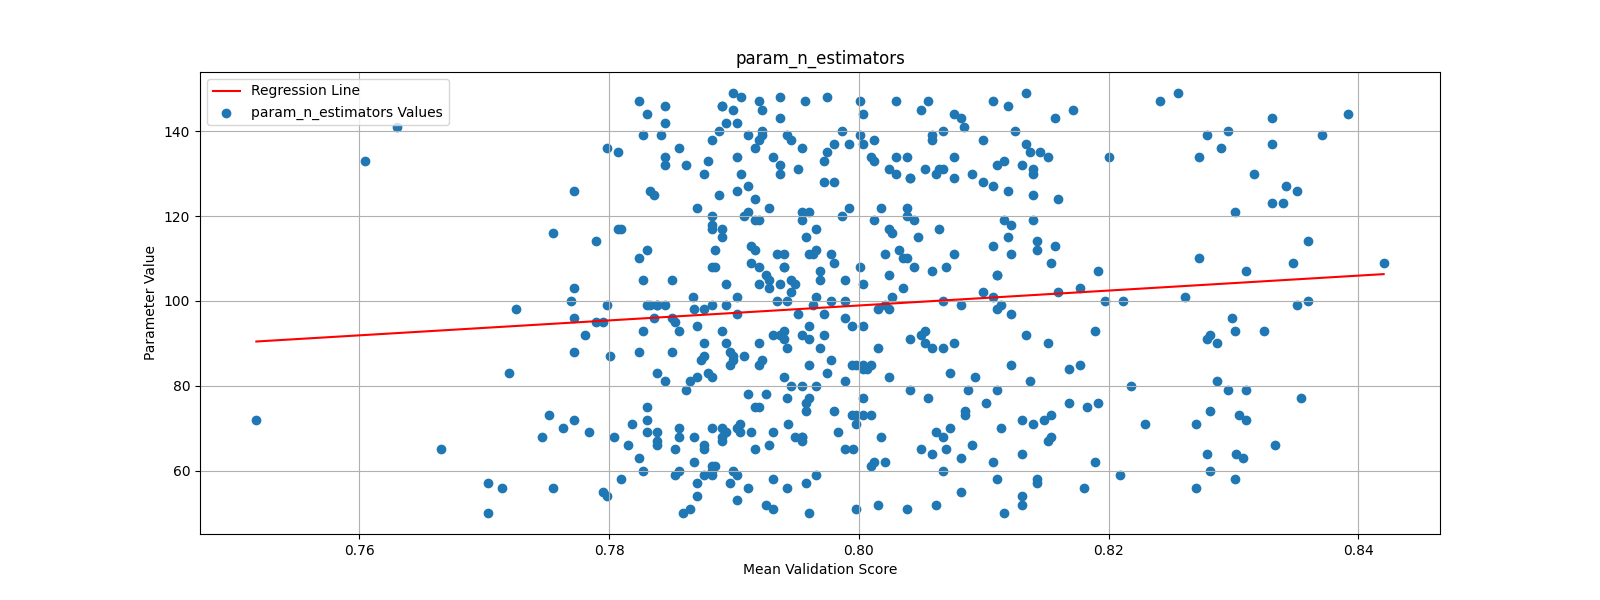 param_n_estimators
Regression Line
param_n_estimators Values
Parameter Value
140
120
100
80
60
0.76
0.78
0.80
0.82
0.84
Mean Validation Score